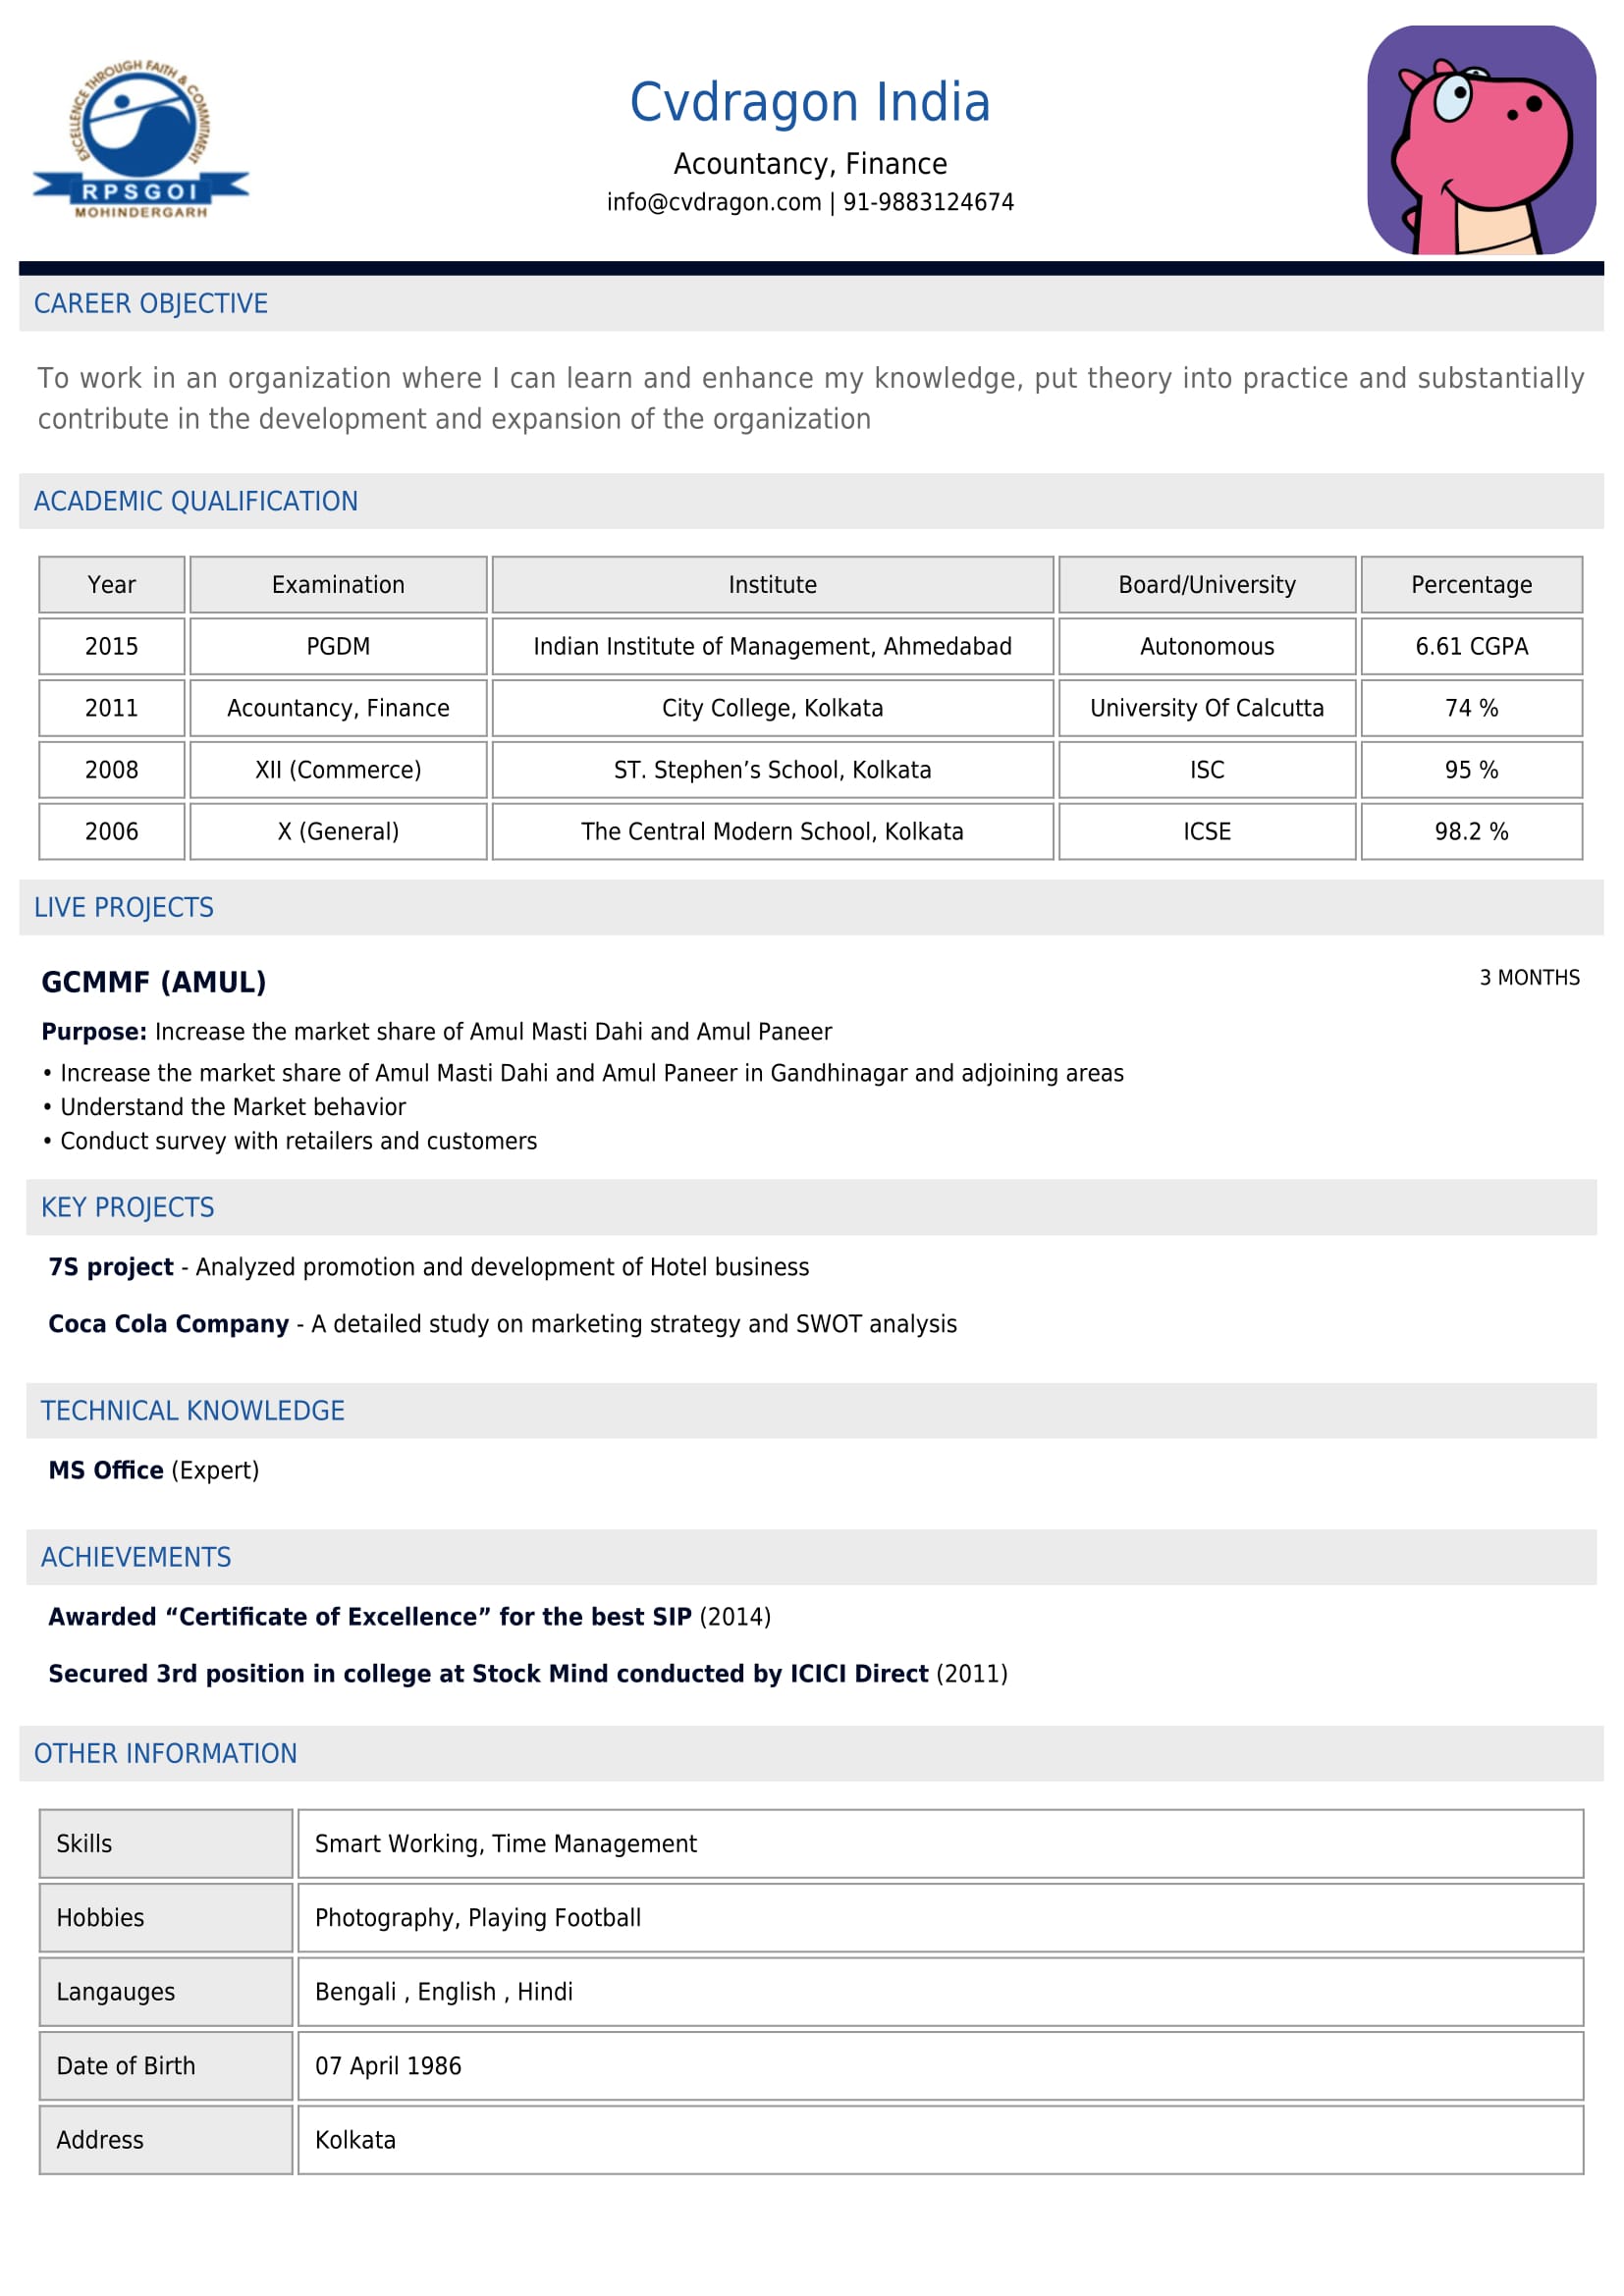 EXCELLENCE THROUGH FAITH & COMMITMENT
RPSGOI
MOHINDERGARH
Cvdragon India
Acountancy, Finance
info@cvdragon.com | 91-9883124674
CAREER OBJECTIVE
To work in an organization where I can learn and enhance my knowledge, put theory into practice and substantially
contribute in the development and expansion of the organization
ACADEMIC QUALIFICATION
Year Examination Institute Board/University Percentage
2015 PGDM Indian Institute of Management, Ahmedabad Autonomous 6.61 CGPA
2011 Acountancy, Finance City College, Kolkata University Of Calcutta 74 %
2008 XII (Commerce) ST. Stephen’s School, Kolkata ISC 95 %
2006 X (General) The Central Modern School, Kolkata ICSE 98.2 %
LIVE PROJECTS
GCMMF (AMUL) 3 MONTHS
Purpose: Increase the market share of Amul Masti Dahi and Amul Paneer
• Increase the market share of Amul Masti Dahi and Amul Paneer in Gandhinagar and adjoining areas
• Understand the Market behavior
• Conduct survey with retailers and customers
KEY PROJECTS
7S project - Analyzed promotion and development of Hotel business
Coca Cola Company - A detailed study on marketing strategy and SWOT analysis
TECHNICAL KNOWLEDGE
MS Office (Expert)
ACHIEVEMENTS
Awarded “Certificate of Excellence” for the best SIP (2014)
Secured 3rd position in college at Stock Mind conducted by ICICI Direct (2011)
OTHER INFORMATION
Skills Smart Working, Time Management
Hobbies Photography, Playing Football
Langauges Bengali , English , Hindi
Date of Birth 07 April 1986
Address Kolkata